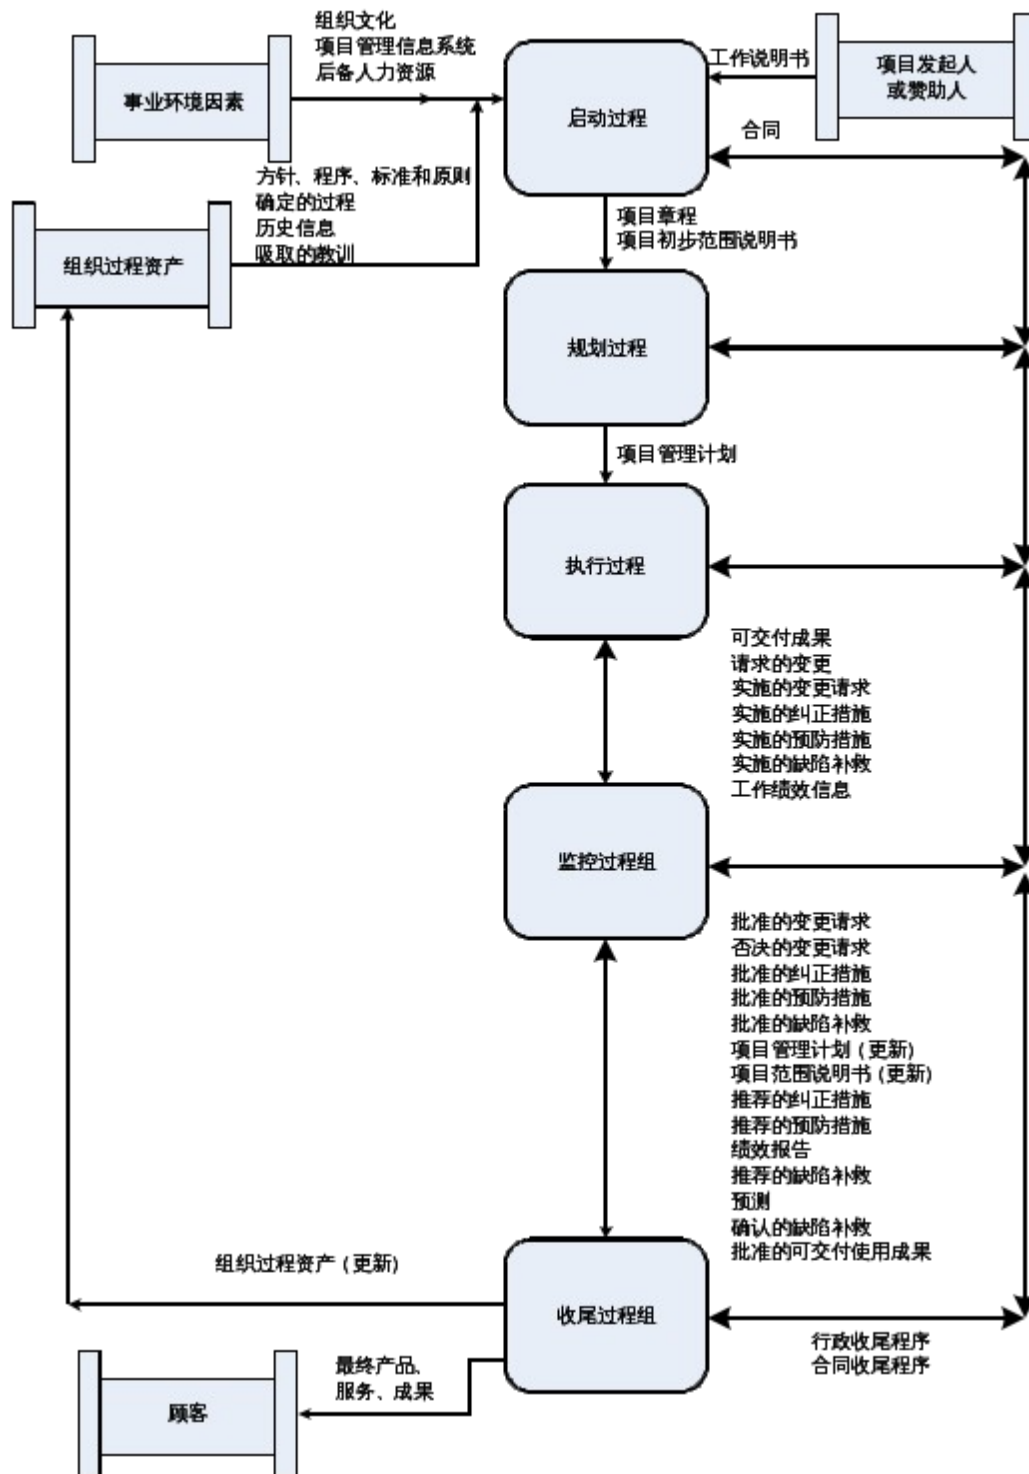 组织文化
项目管理信息系统
后备人力资源
事业环境因素
工作说明书
项目发起人
或赞助人
启动过程
合同
方针、程序、标准和原则
确定的过程
历史信息
吸取的教训
组织过程资产
项目章程
项目初步范围说明书
规划过程
项目管理计划
执行过程
可交付成果
请求的变更
实施的变更请求
实施的纠正措施
实施的预防措施
实施的缺陷补救
工作绩效信息
监控过程组
批准的变更请求
否决的变更请求
批准的纠正措施
批准的预防措施
批准的缺陷补救
项目管理计划（更新）
项目范围说明书（更新）
推荐的纠正措施
推荐的预防措施
绩效报告
推荐的缺陷补救
预测
确认的缺陷补救
批准的可交付使用成果
组织过程资产（更新）
收尾过程组
行政收尾程序
合同收尾程序
最终产品、
服务、成果
顾客